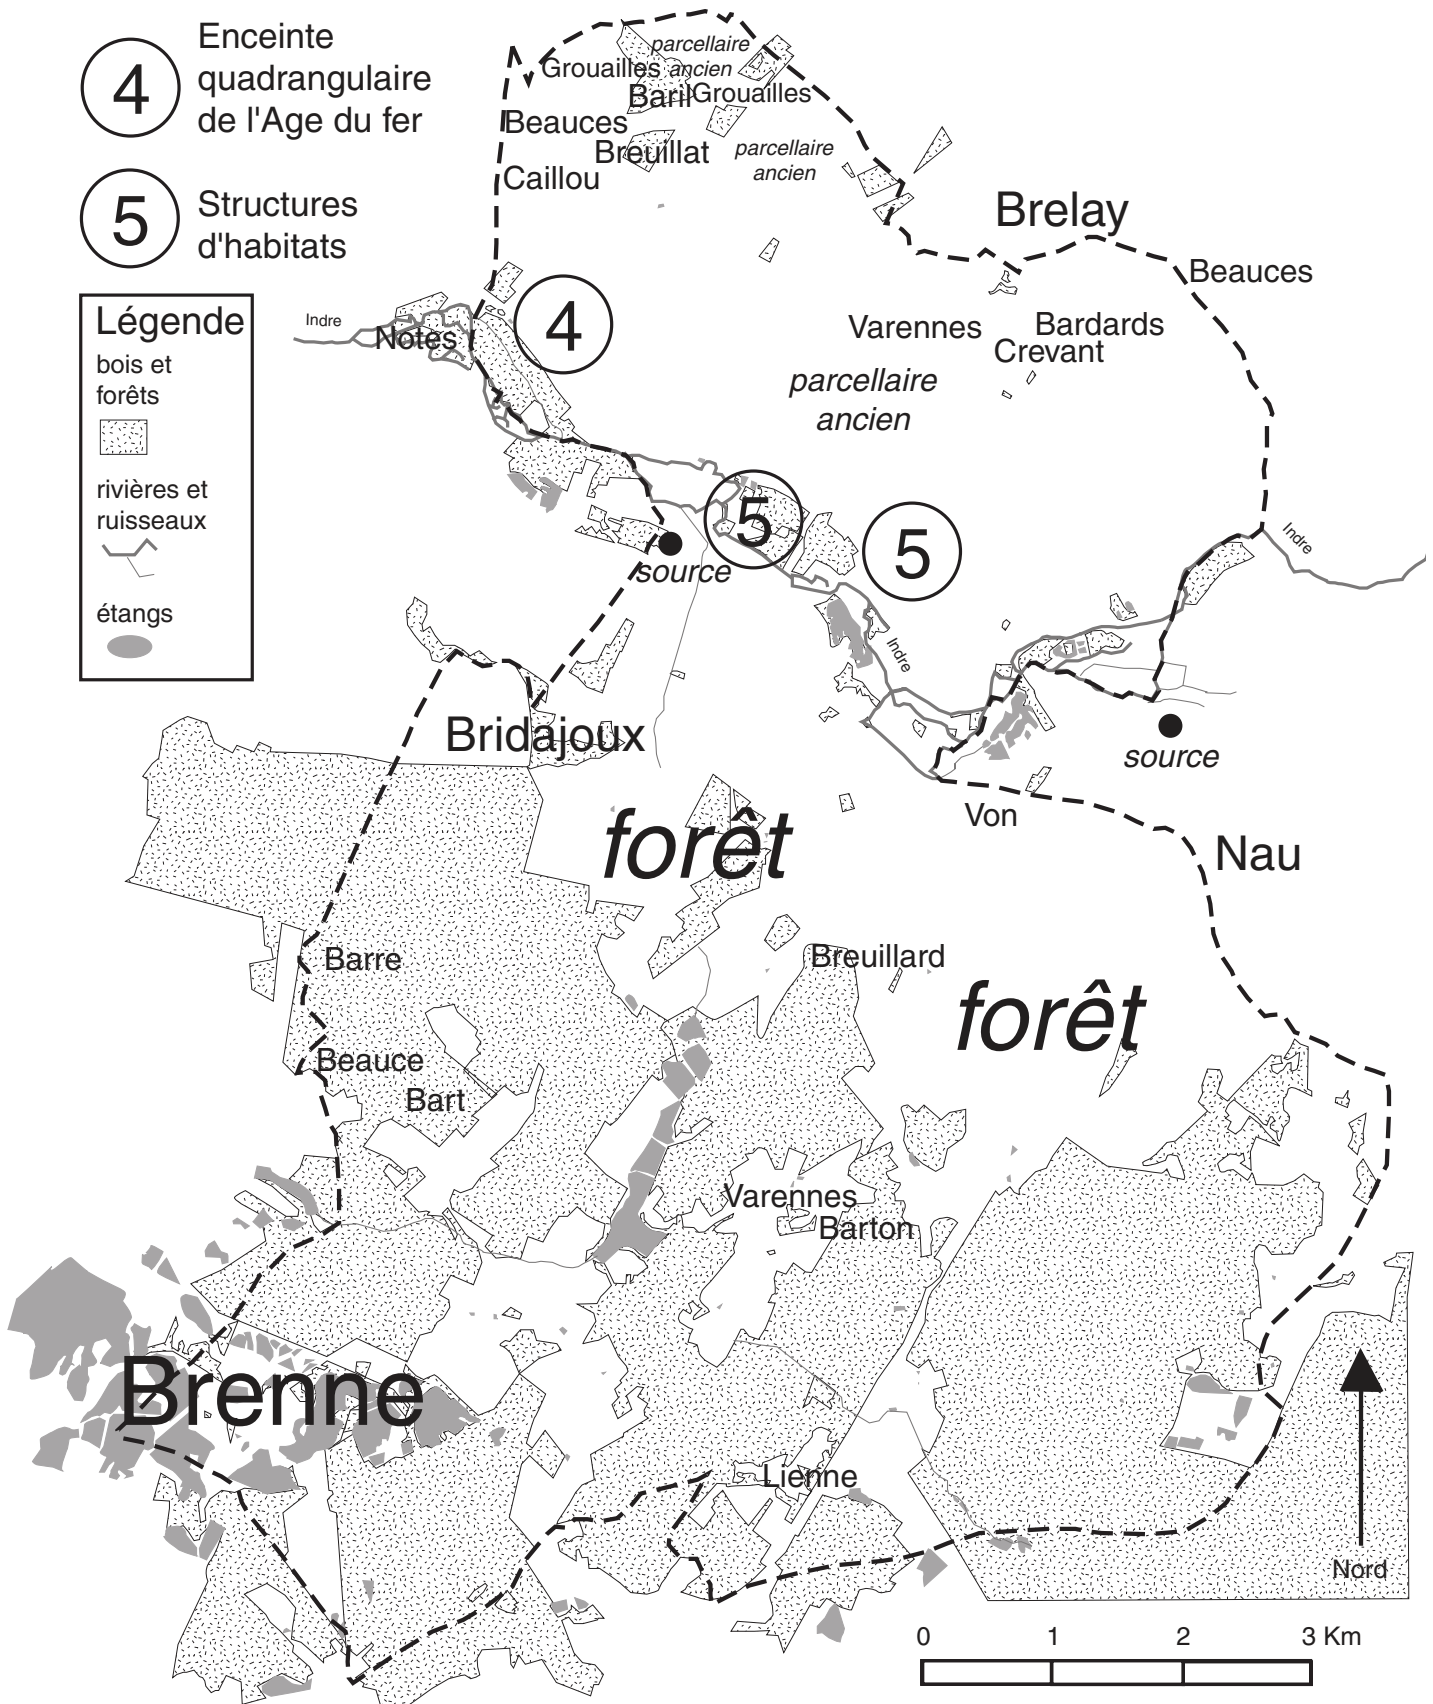 4
Enceinte
quadrangulaire
de l'Age du fer
5
Structures
d'habitats
Légende
bois et
forêts
rivières et
ruisseaux
étangs
parcellaire
ancien
Grouailles
Baril
Grouailles
Beauces
Breuillat
parcellaire
ancien
Caillou
Brelay
Beauces
Indre
Notes
4
Varennes
Bardards
Crevant
parcellaire
ancien
5
5
source
Indre
Indre
Bridajoux
source
Von
forêt
Nau
Barre
Breuillard
forêt
Beauce
Bart
Varennes
Barton
Brenne
Lienne
Nord
0 1 2 3 Km